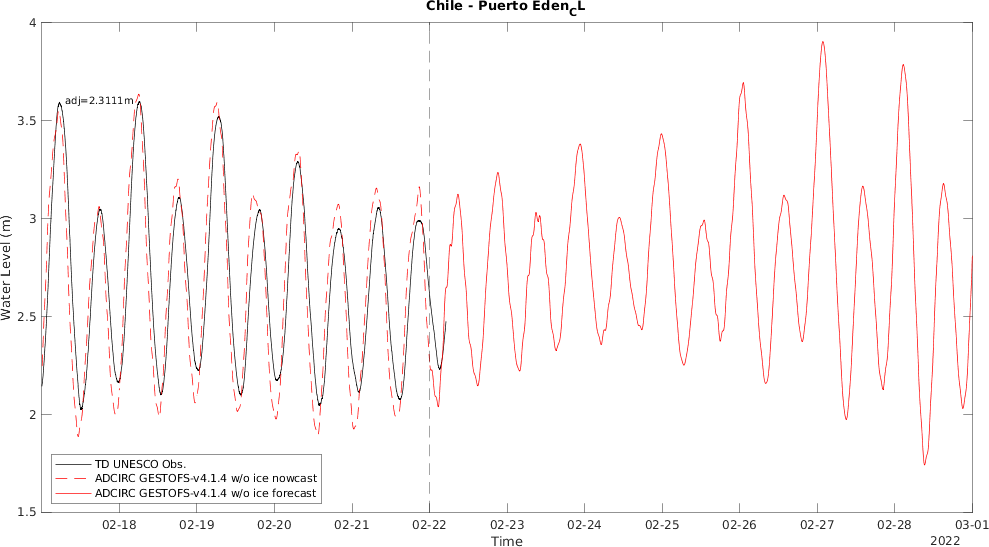 Chile - Puerto Eden_CL
4
3.5
3
2.5
2
1.5
Water Level (m)
adj=2.3111m
TD UNESCO Obs.
ADCIRC GESTOFS-v4.1.4 w/o ice nowcast
ADCIRC GESTOFS-v4.1.4 w/o ice forecast
02-18 02-19 02-20 02-21 02-22 02-23 02-24 02-25 02-26 02-27 02-28 03-01
Time
2022